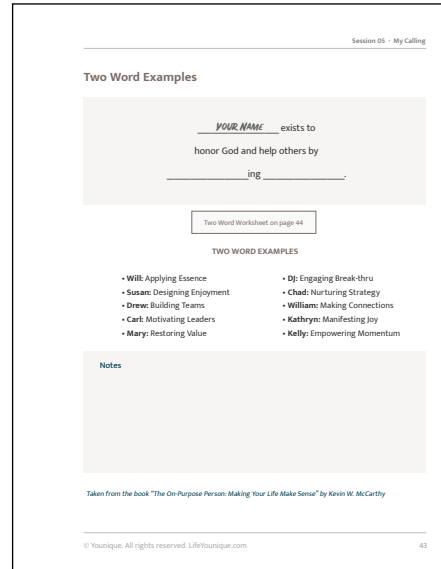 Session 05 · My Calling
Two Word Examples
YOUR NAME exists to
honor God and help others by
________________ing ________________.
Two Word Worksheet on page 44
TWO WORD EXAMPLES
• Will: Applying Essence
• Susan: Designing Enjoyment
• Drew: Building Teams
• Carl: Motivating Leaders
• Mary: Restoring Value
• DJ: Engaging Break-thru
• Chad: Nurturing Strategy
• William: Making Connections
• Kathryn: Manifesting Joy
• Kelly: Empowering Momentum
Notes
Taken from the book "The On-Purpose Person: Making Your Life Make Sense" by Kevin W. McCarthy
© Younique. All rights reserved. LifeYounique.com
43